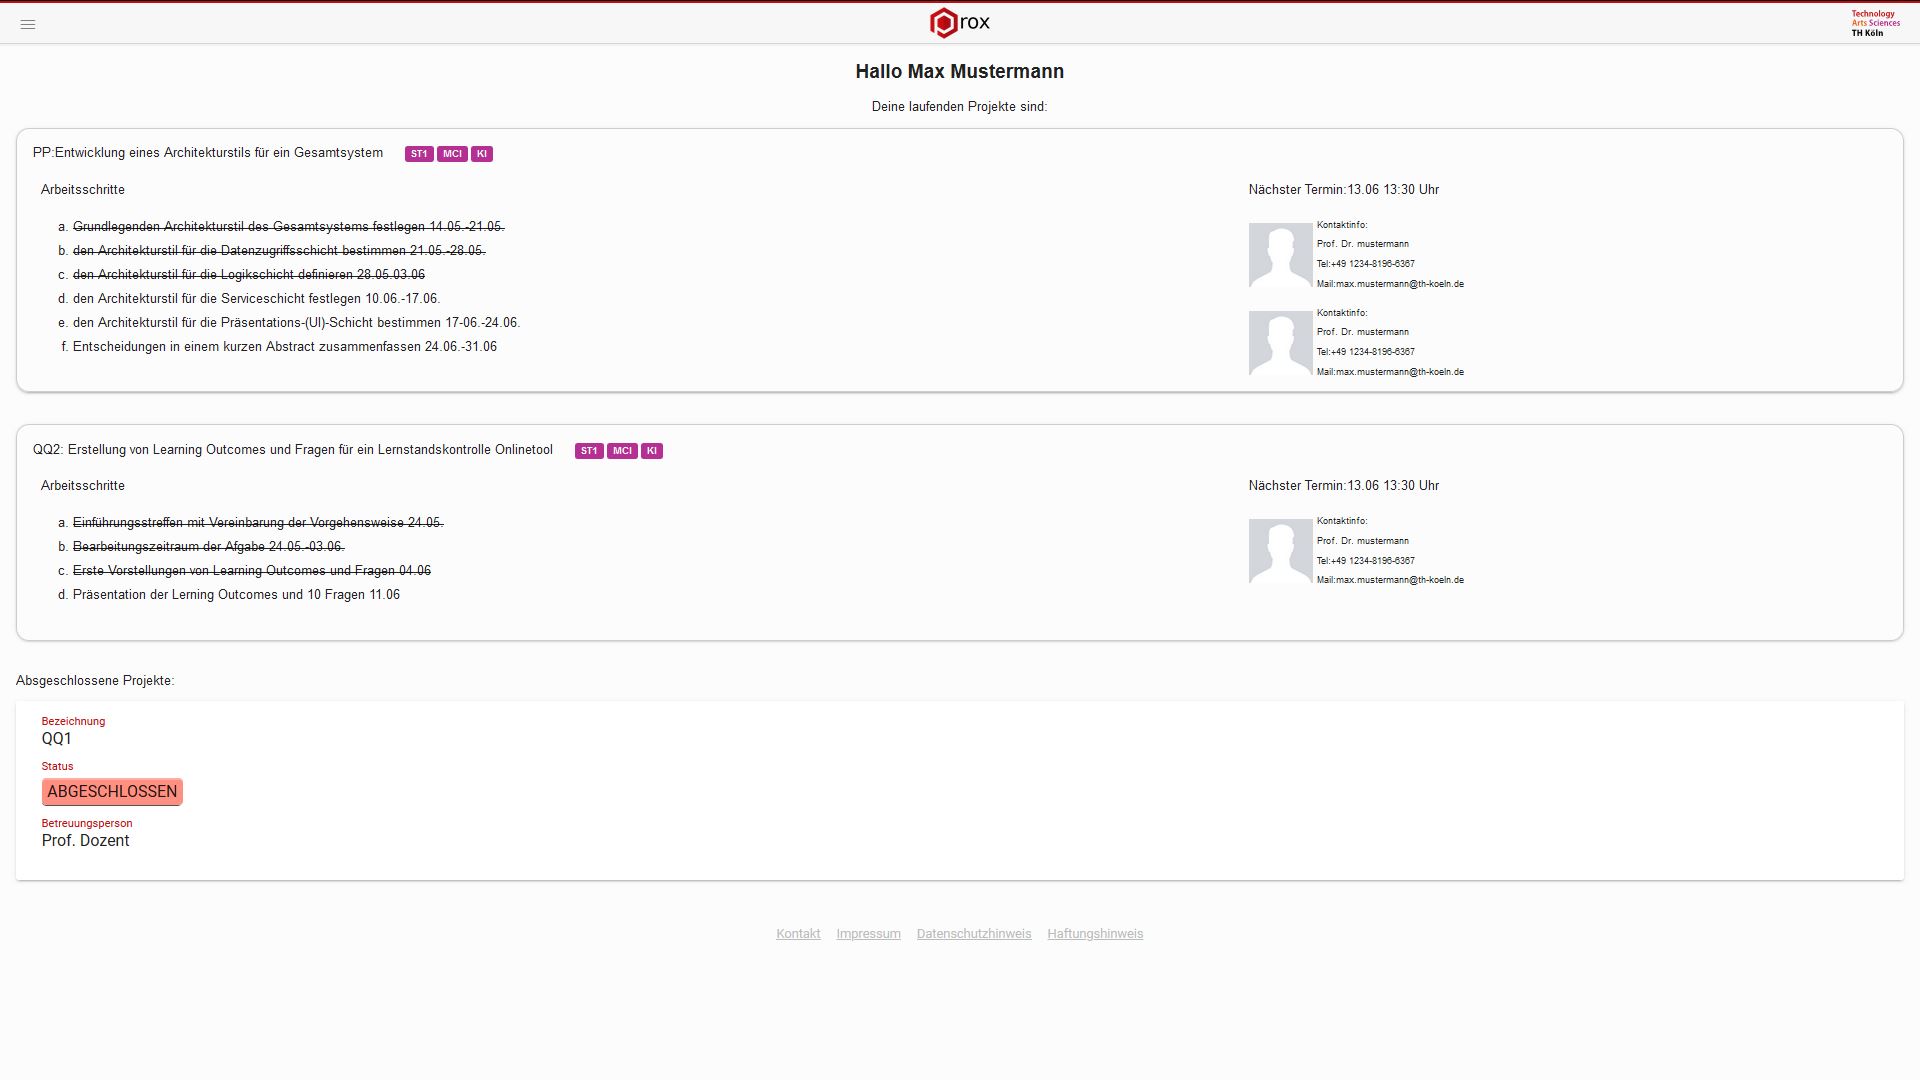 rox
Technology
Arts Sciences
TH Köln
Hallo Max Mustermann
Deine laufenden Projekte sind:
PP:Entwicklung eines Architekturstils für ein Gesamtsystem ST1 MCI KI
Arbeitsschritte
a. Grundlegenden Architekturstil des Gesamtsystems festlegen 14.05.-21.05.
b. den Architekturstil für die Datenzugriffsschicht bestimmen 21.05.-28.05.
c. den Architekturstil für die Logikschicht definieren 28.05.03.06
d. den Architekturstil für die Serviceschicht festlegen 10.06.-17.06.
e. den Architekturstil für die Präsentations-(UI)-Schicht bestimmen 17-06.-24.06.
f. Entscheidungen in einem kurzen Abstract zusammenfassen 24.06.-31.06
Nächster Termin:13.06 13:30 Uhr
Kontaktinfo:
Prof. Dr. mustermann
Tel:+49 1234-8196-6367
Mail:max.mustermann@th-koeln.de
Kontaktinfo:
Prof. Dr. mustermann
Tel:+49 1234-8196-6367
Mail:max.mustermann@th-koeln.de
QQ2: Erstellung von Learning Outcomes und Fragen für ein Lernstandskontrolle Onlinetool ST1 MCI KI
Arbeitsschritte
a. Einführungsstreffen mit Vereinbarung der Vorgehensweise 24.05.
b. Bearbeitungszeitraum der Afgabe 24.05.-03.06.
c. Erste Vorstellungen von Learning Outcomes und Fragen 04.06
d. Präsentation der Lerning Outcomes und 10 Fragen 11.06
Nächster Termin:13.06 13:30 Uhr
Kontaktinfo:
Prof. Dr. mustermann
Tel:+49 1234-8196-6367
Mail:max.mustermann@th-koeln.de
Absgeschlossene Projekte:
Bezeichnung
QQ1
Status
ABGESCHLOSSEN
Betreuungsperson
Prof. Dozent
Kontakt Impressum Datenschutzhinweis Haftungshinweis